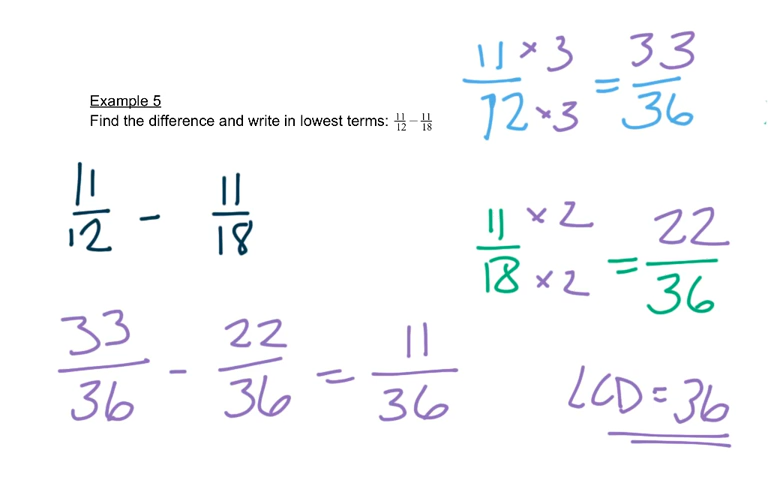 Example 5
Find the difference and write in lowest terms: 11/12 − 11/18
11/12 - 11/18
33/36 - 22/36 = 11/36
11/12 × 3 × 3 = 33/36
11/18 × 2 × 2 = 22/36
LCD = 36